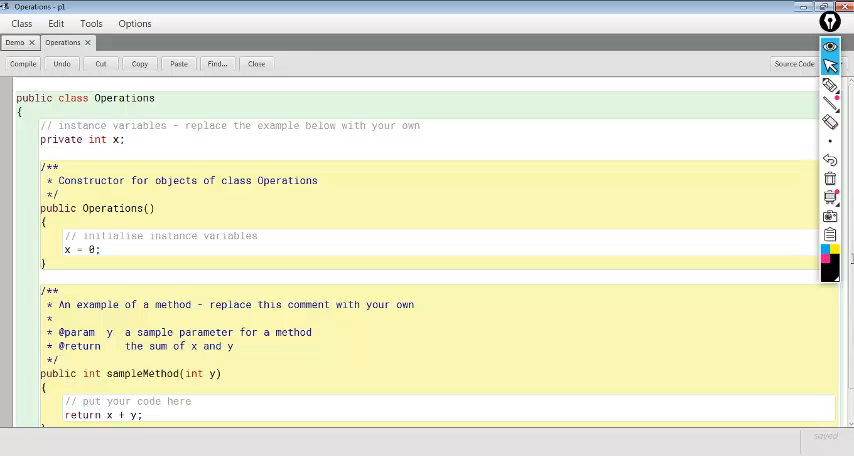 Operations - p1
Class Edit Tools Options
Demo Operations
Compile Undo Cut Copy Paste Find... Close Source Code
public class Operations
{
// instance variables - replace the example below with your own
private int x;
/**
* Constructor for objects of class Operations
*/
public Operations()
{
// initialise instance variables
x = 0;
}
/**
* An example of a method - replace this comment with your own
*
* @param y a sample parameter for a method
* @return the sum of x and y
*/
public int sampleMethod(int y)
{
// put your code here
return x + y;
saved